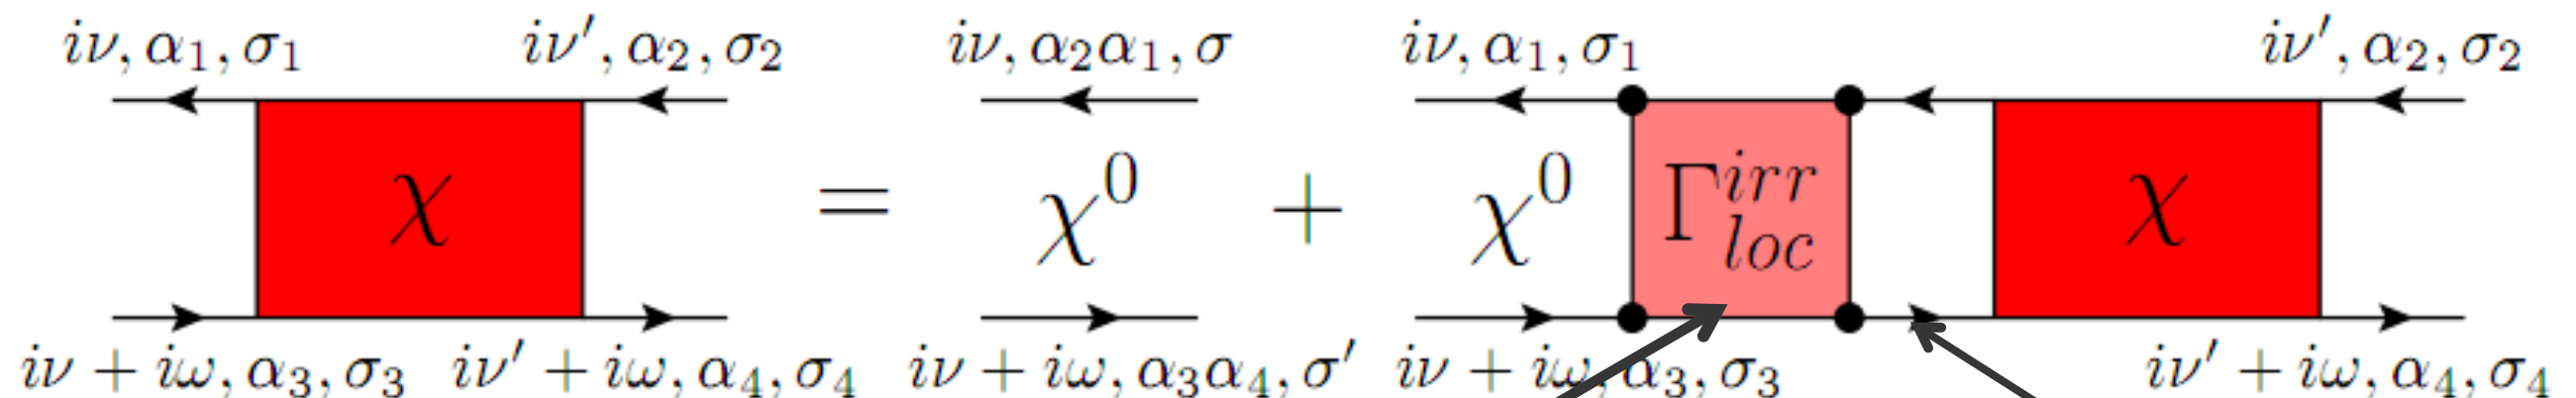 iν, α₁, σ₁ iν′, α₂, σ₂ iν, α₂α₁, σ iν, α₁, σ₁ iν′, α₂, σ₂
χ = χ⁰ + χ⁰ Γ^{irr}_{loc} χ
iν + iω, α₃, σ₃ iν′ + iω, α₄, σ₄ iν + iω, α₃α₄, σ′ iν + iω, α₃, σ₃ iν′ + iω, α₄, σ₄